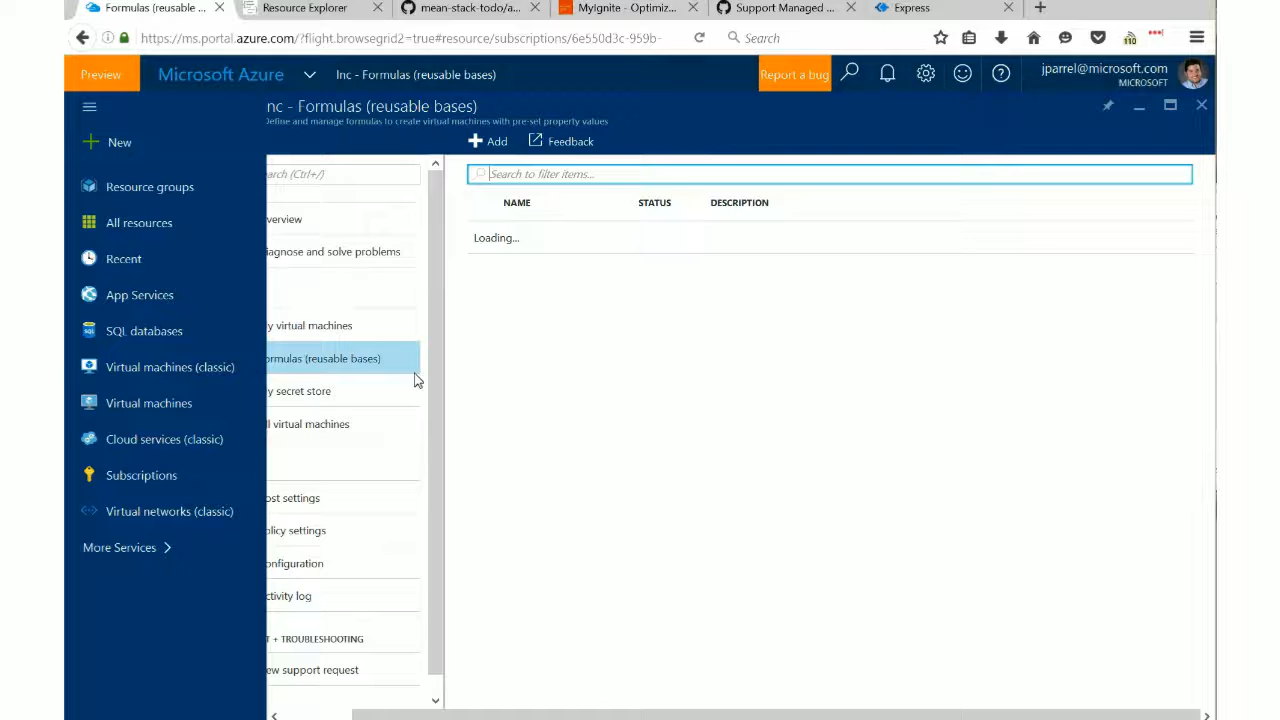 Formulas (reusable ...
Resource Explorer
mean-stack-todo/a...
MyIgnite - Optimiz...
Support Managed ...
Express
https://ms.portal.azure.com/?flight.browsegrid2=true#resource/subscriptions/6e550d3c-959b-
Search
110
Preview
Microsoft Azure
Inc - Formulas (reusable bases)
Report a bug
jparrel@microsoft.com
MICROSOFT
nc - Formulas (reusable bases)
Define and manage formulas to create virtual machines with pre-set property values
New
Add
Feedback
Resource groups
All resources
Recent
App Services
SQL databases
Virtual machines (classic)
Virtual machines
Cloud services (classic)
Subscriptions
Virtual networks (classic)
More Services
arch (Ctrl+/)
verview
iagnose and solve problems
y virtual machines
ormulas (reusable bases)
y secret store
ll virtual machines
ost settings
olicy settings
onfiguration
ctivity log
T + TROUBLESHOOTING
ew support request
Search to filter items...
NAME
STATUS
DESCRIPTION
Loading...